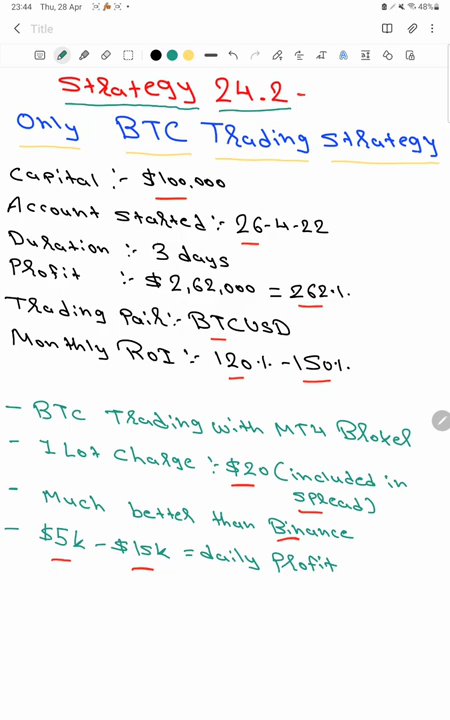 23:44 Thu, 28 Apr 48%
Title
Strategy 24.2 -
Only BTC Trading Strategy
Capital :- $100,000
Account Started :- 26-4-22
Duration :- 3 days
Profit :- $2,62,000 = 262%.
Trading Pair :- BTCUSD
Monthly RoI :- 120% - 150%.
- BTC Trading with MT4 Broker
- 1 Lot Charge :- $20 (included in
spread)
- Much better than Binance
- $5k - $15k = daily Profit